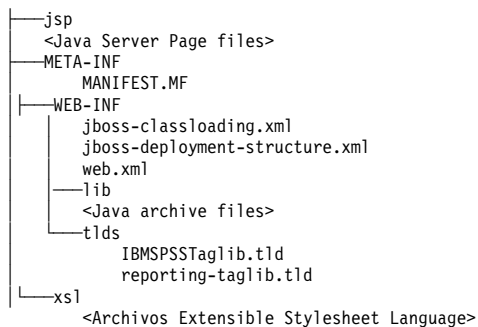 ├───jsp
│   <Java Server Page files>
├───META-INF
│       MANIFEST.MF
│├───WEB-INF
│   │   jboss-classloading.xml
│   │   jboss-deployment-structure.xml
│   │   web.xml
│   ├───lib
│   │   <Java archive files>
│   └───tlds
│           IBMSPSSTaglib.tld
│           reporting-taglib.tld
│└───xsl
        <Archivos Extensible Stylesheet Language>